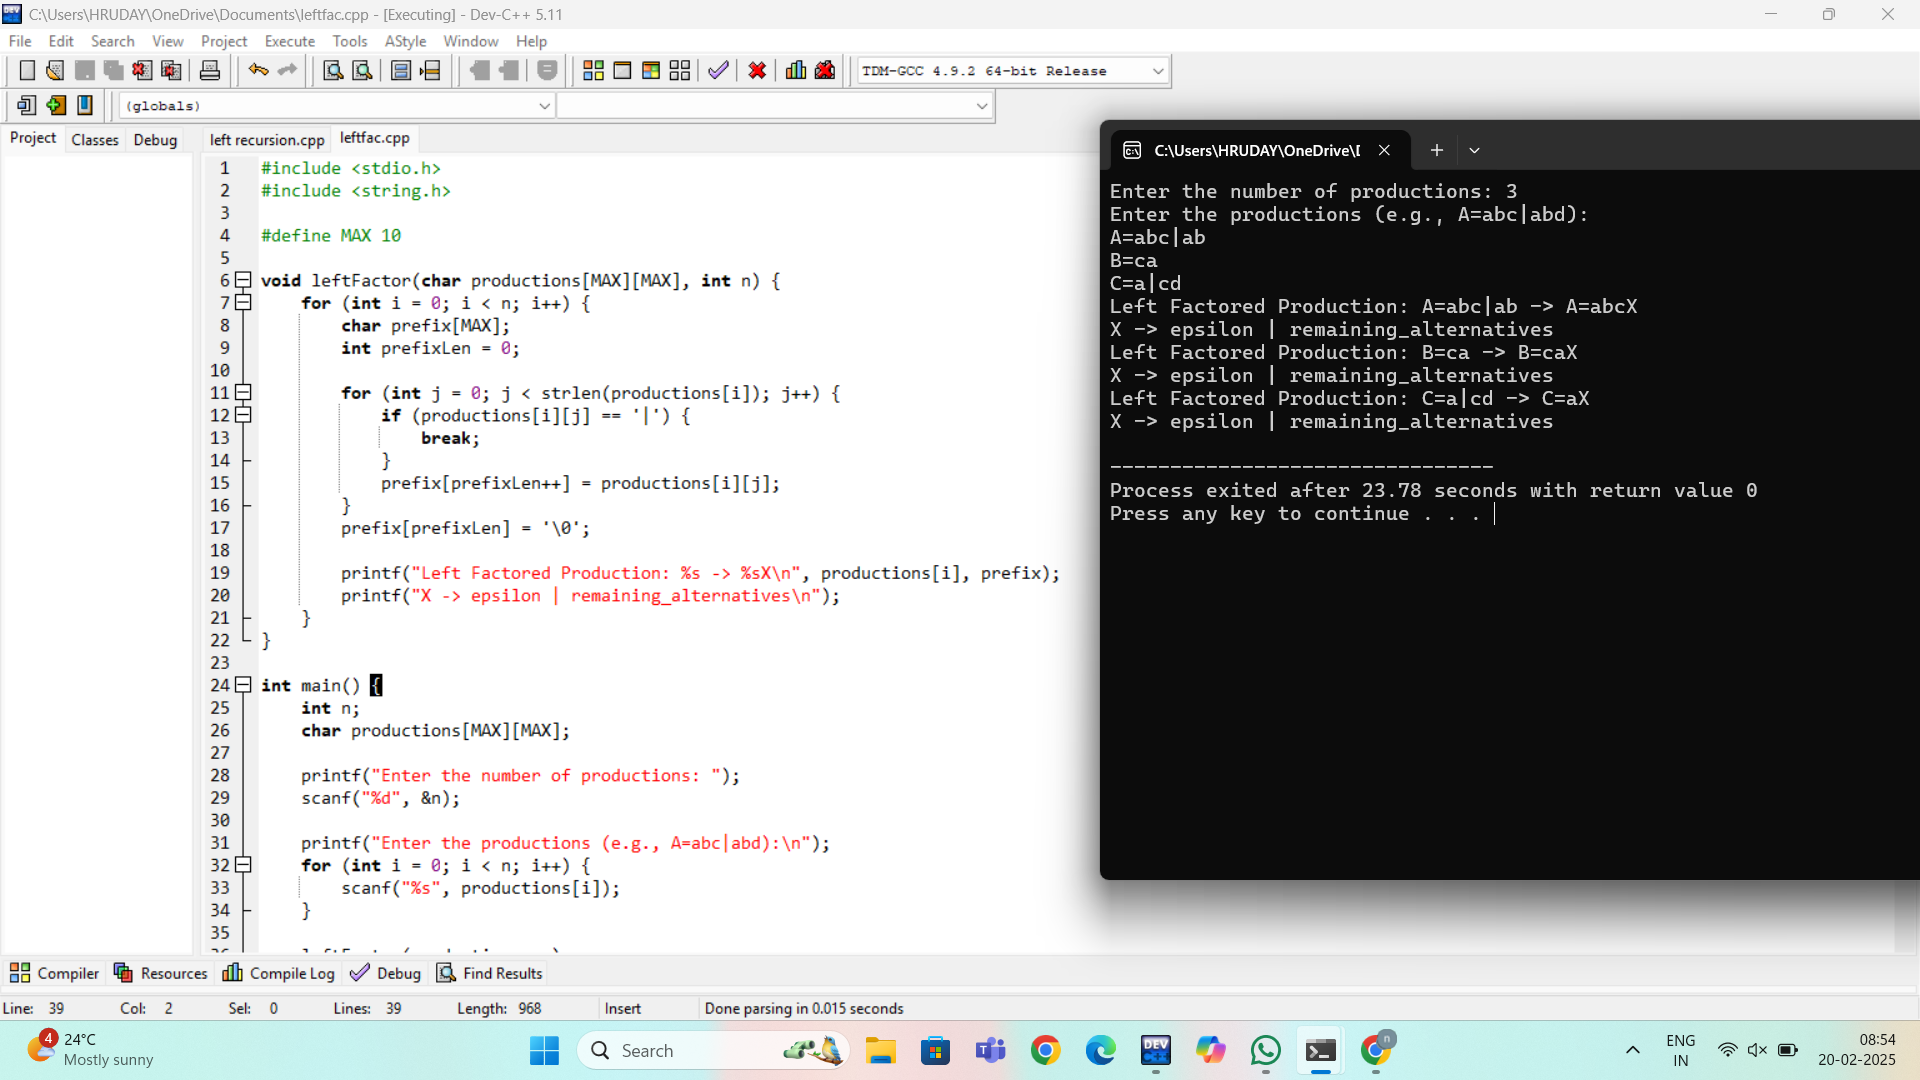 C:\Users\HRUDAY\OneDrive\Documents\leftfac.cpp - [Executing] - Dev-C++ 5.11
File Edit Search View Project Execute Tools AStyle Window Help
TDM-GCC 4.9.2 64-bit Release
(globals)
Project Classes Debug
left recursion.cpp leftfac.cpp
1 #include <stdio.h>
2 #include <string.h>
3
4 #define MAX 10
5
6 void leftFactor(char productions[MAX][MAX], int n) {
7 for (int i = 0; i < n; i++) {
8 char prefix[MAX];
9 int prefixLen = 0;
10
11 for (int j = 0; j < strlen(productions[i]); j++) {
12 if (productions[i][j] == '|') {
13 break;
14 }
15 prefix[prefixLen++] = productions[i][j];
16 }
17 prefix[prefixLen] = '\0';
18
19 printf("Left Factored Production: %s -> %sX\n", productions[i], prefix);
20 printf("X -> epsilon | remaining_alternatives\n");
21 }
22 }
23
24 int main() {
25 int n;
26 char productions[MAX][MAX];
27
28 printf("Enter the number of productions: ");
29 scanf("%d", &n);
30
31 printf("Enter the productions (e.g., A=abc|abd):\n");
32 for (int i = 0; i < n; i++) {
33 scanf("%s", productions[i]);
34 }
35
C:\Users\HRUDAY\OneDrive\
Enter the number of productions: 3
Enter the productions (e.g., A=abc|abd):
A=abc|ab
B=ca
C=a|cd
Left Factored Production: A=abc|ab -> A=abcX
X -> epsilon | remaining_alternatives
Left Factored Production: B=ca -> B=caX
X -> epsilon | remaining_alternatives
Left Factored Production: C=a|cd -> C=aX
X -> epsilon | remaining_alternatives
--------------------------------
Process exited after 23.78 seconds with return value 0
Press any key to continue . . .
Compiler Resources Compile Log Debug Find Results
Line: 39 Col: 2 Sel: 0 Lines: 39 Length: 968 Insert Done parsing in 0.015 seconds
4
24°C
Mostly sunny
Search
DEV
n
ENG
IN
08:54
20-02-2025